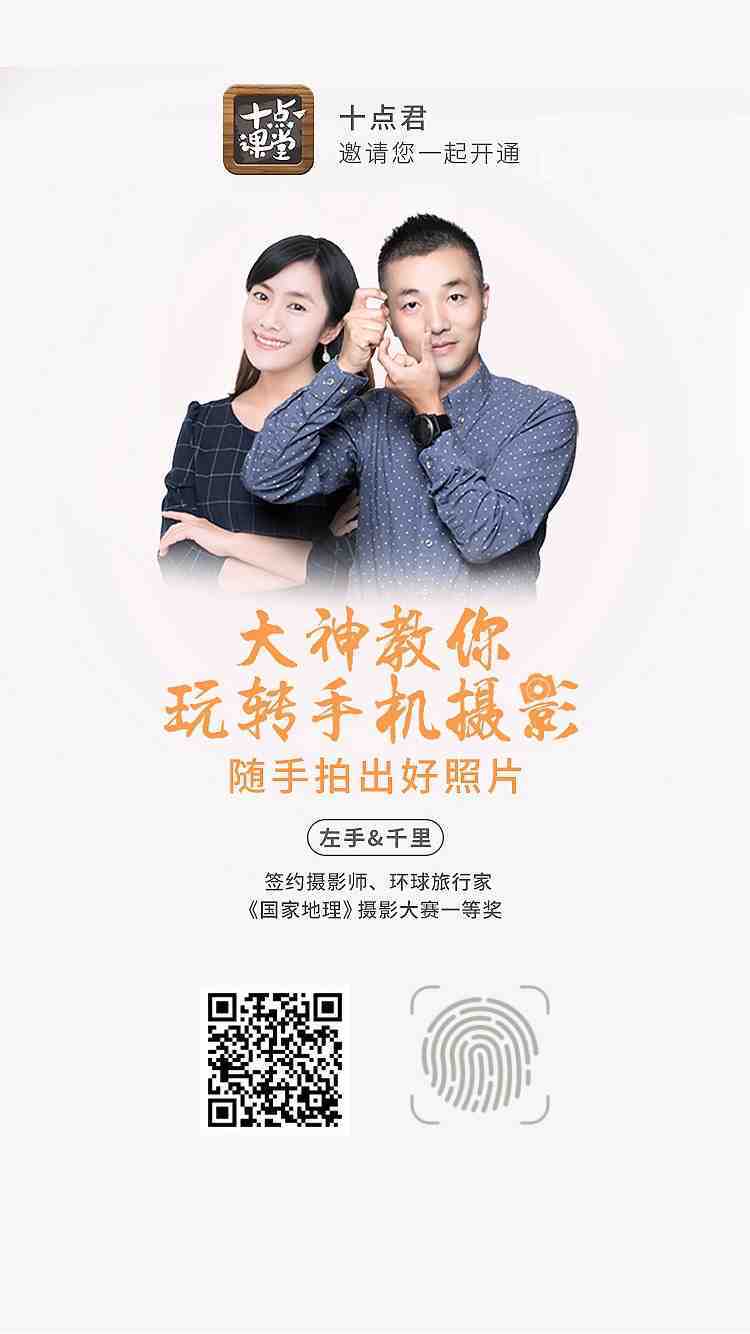 十点课堂
十点君
邀请您一起开通
大神教你
玩转手机摄影
随手拍出好照片
左手&千里
签约摄影师、环球旅行家
《国家地理》摄影大赛一等奖